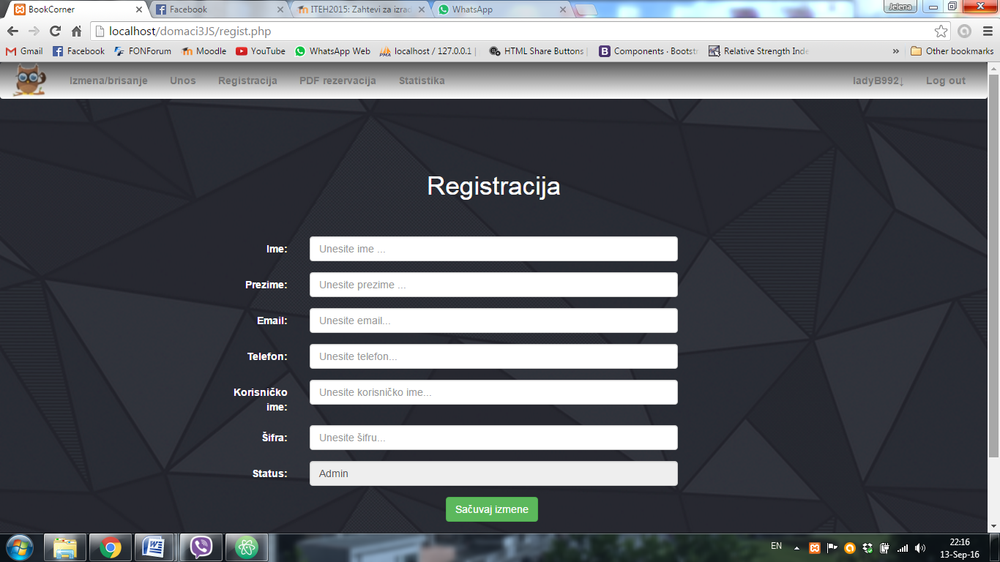 BookCorner
Facebook
ITEH2015: Zahtevi za izrad
WhatsApp
Jelena
localhost/domaci3JS/regist.php
Gmail
Facebook
FONForum
Moodle
YouTube
WhatsApp Web
PMA
localhost / 127.0.0.1 |
HTML Share Buttons |
B
Components · Bootst
Relative Strength Inde
»
Other bookmarks
Izmena/brisanje
Unos
Registracija
PDF rezervacija
Statistika
ladyB992↓
Log out
Registracija
Ime:
Unesite ime ...
Prezime:
Unesite prezime ...
Email:
Unesite email...
Telefon:
Unesite telefon...
Korisničko
ime:
Unesite korisničko ime...
Šifra:
Unesite šifru...
Status:
Admin
Sačuvaj izmene
EN
22:16
13-Sep-16